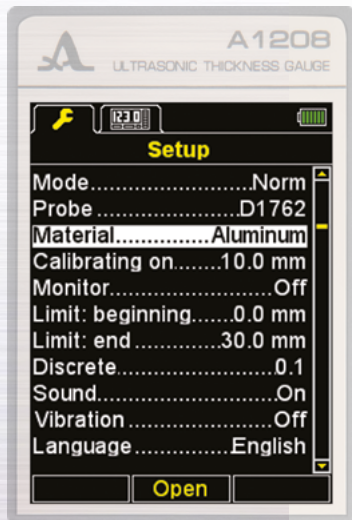 A1208
ULTRASONIC THICKNESS GAUGE
123.0
Setup
Mode..........................Norm
Probe.......................D1762
Material...............Aluminum
Calibrating on........10.0 mm
Monitor...........................Off
Limit: beginning.......0.0 mm
Limit: end..............30.0 mm
Discrete..........................0.1
Sound............................On
Vibration........................Off
Language..............English
Open